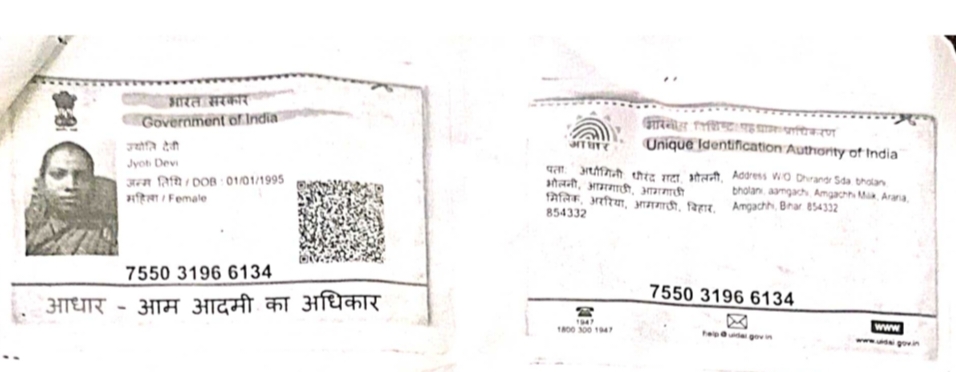 भारत सरकार
Government of India
ज्योति देवी
Jyoti Devi
जन्म तिथि / DOB : 01/01/1995
महिला / Female
7550 3196 6134
आधार - आम आदमी का अधिकार
आधार
भारतीय विशिष्ट पहचान प्राधिकरण
Unique Identification Authority of India
पता: अर्धांगिनी धीरंद्र सदा, भोलनी,
भोलनी, आमगाछी, आमगाछी
मिलिक, अररिया, आमगाछी, बिहार,
854332
Address W/O Dhirandr Sda, bholani,
bholani, aamgachi, Amgachhi Milik, Araria,
Amgachhi, Bihar 854332
7550 3196 6134
1947
1800 300 1947
help@uidai.gov.in
www
www.uidai.gov.in